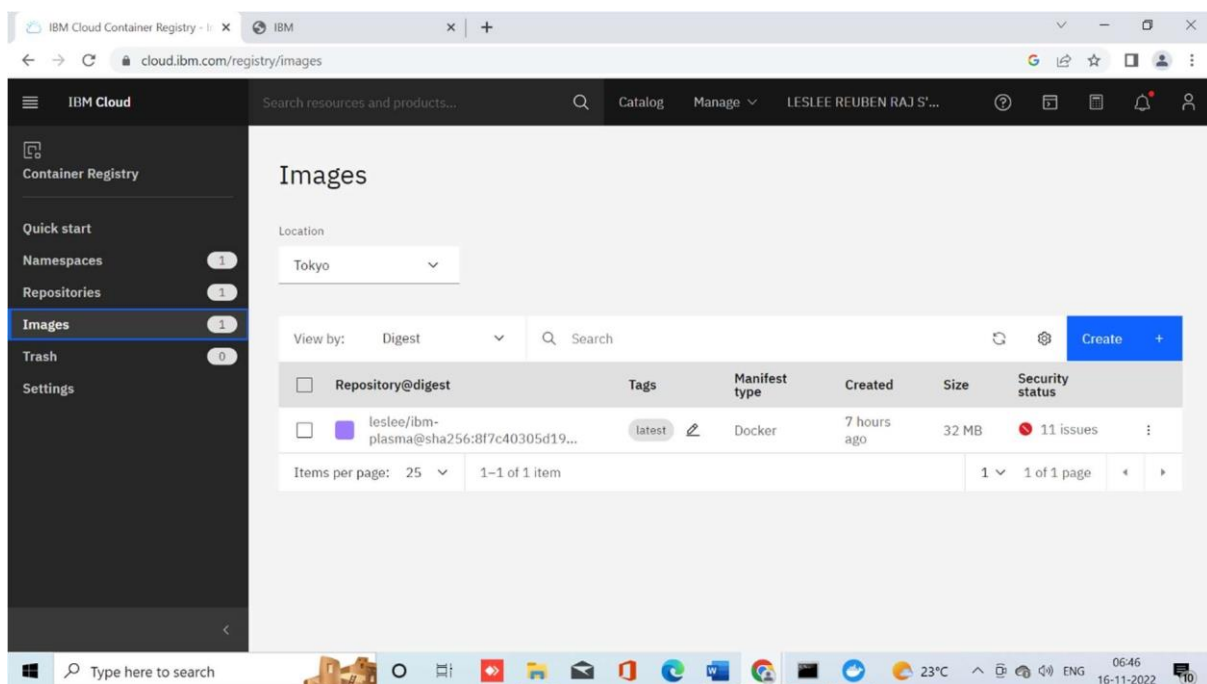 IBM Cloud Container Registry - I
IBM
cloud.ibm.com/registry/images
IBM Cloud
Search resources and products...
Catalog
Manage
LESLEE REUBEN RAJ S'...
Container Registry
Quick start
Namespaces 1
Repositories 1
Images 1
Trash 0
Settings
Images
Location
Tokyo
View by: Digest
Search
Create +
Repository@digest Tags Manifest type Created Size Security status
leslee/ibm-
plasma@sha256:8f7c40305d19...
latest
Docker
7 hours
ago
32 MB
11 issues
Items per page: 25 1–1 of 1 item 1 1 of 1 page
Type here to search
23°C
ENG
06:46
16-11-2022
10